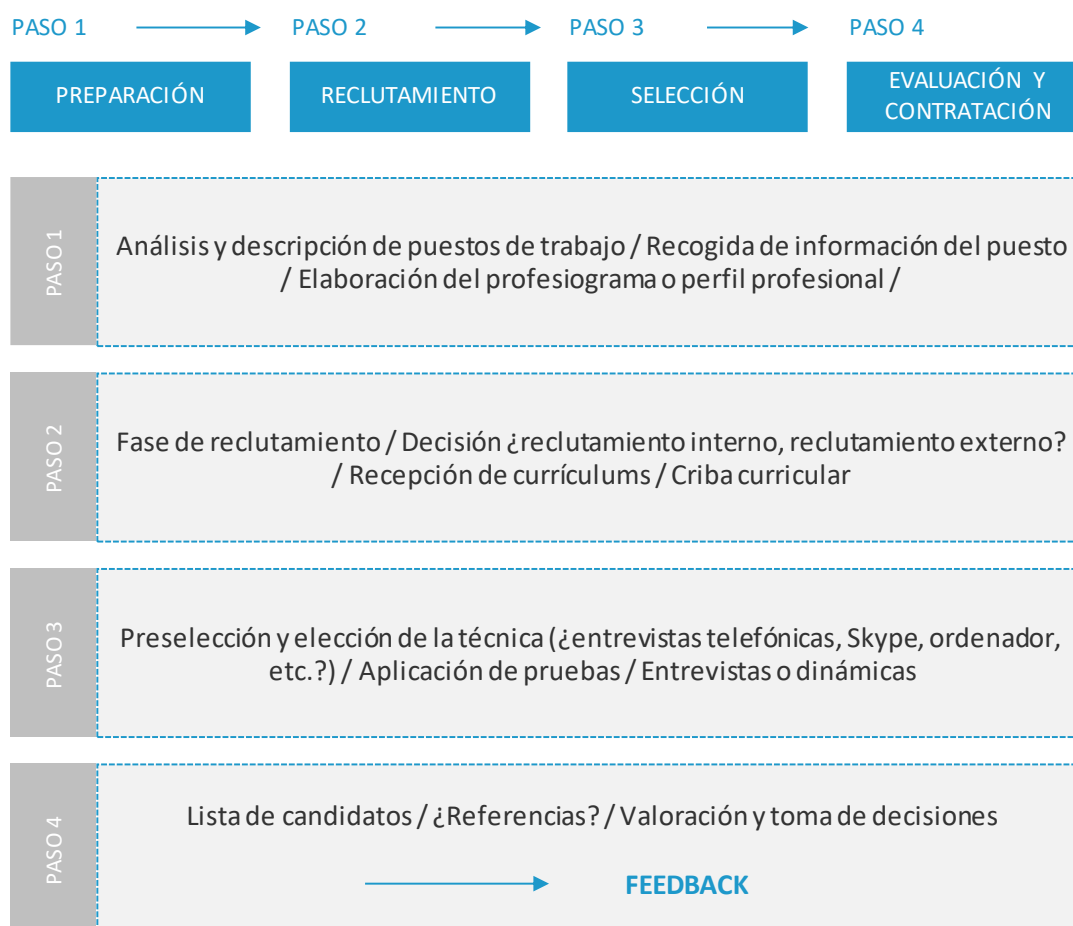 PASO 1 PASO 2 PASO 3 PASO 4
PREPARACIÓN RECLUTAMIENTO SELECCIÓN EVALUACIÓN Y
CONTRATACIÓN
PASO 1
Análisis y descripción de puestos de trabajo / Recogida de información del puesto
/ Elaboración del profesiograma o perfil profesional /
PASO 2
Fase de reclutamiento / Decisión ¿reclutamiento interno, reclutamiento externo?
/ Recepción de currículums / Criba curricular
PASO 3
Preselección y elección de la técnica (¿entrevistas telefónicas, Skype, ordenador,
etc.?) / Aplicación de pruebas / Entrevistas o dinámicas
PASO 4
Lista de candidatos / ¿Referencias? / Valoración y toma de decisiones
FEEDBACK